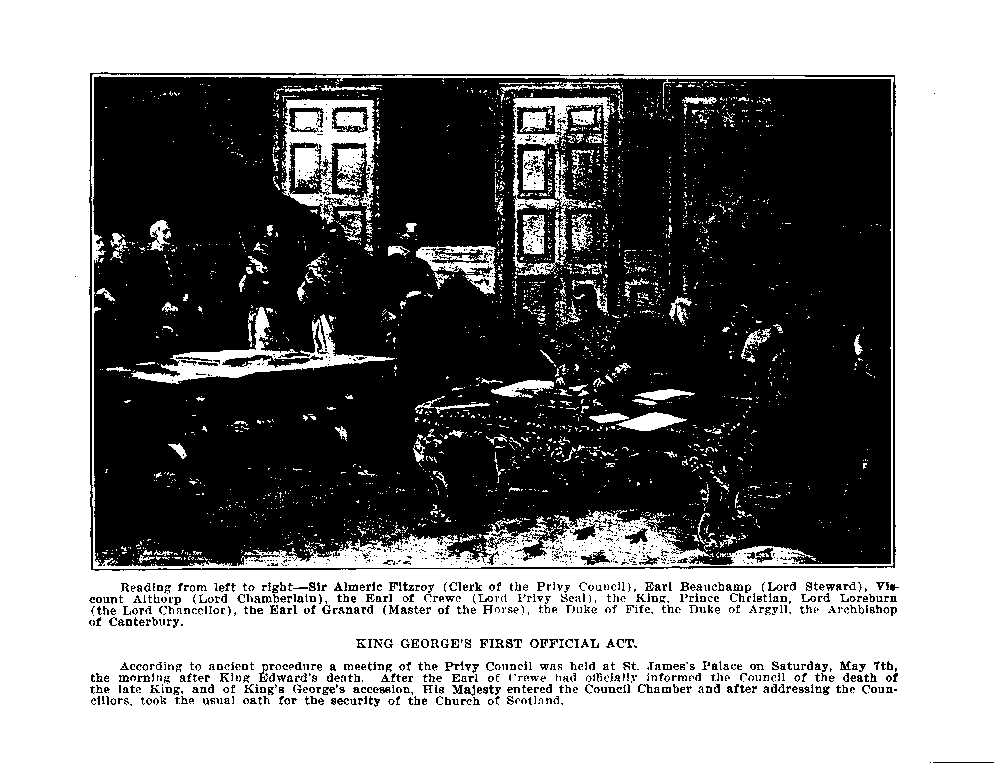 Reading from left to right—Sir Almeric Fitzroy (Clerk of the Privy Council), Earl Beauchamp (Lord Steward), Vis-
count Althorp (Lord Chamberlain), the Earl of Crewe (Lord Privy Seal), the King, Prince Christian, Lord Loreburn
(the Lord Chancellor), the Earl of Granard (Master of the Horse), the Duke of Fife, the Duke of Argyll, the Archbishop
of Canterbury.
KING GEORGE'S FIRST OFFICIAL ACT.
According to ancient procedure a meeting of the Privy Council was held at St. James's Palace on Saturday, May 7th,
the morning after King Edward's death. After the Earl of Crewe had officially informed the Council of the death of
the late King, and of King's George's accession, His Majesty entered the Council Chamber and after addressing the Coun-
cillors, took the usual oath for the security of the Church of Scotland.